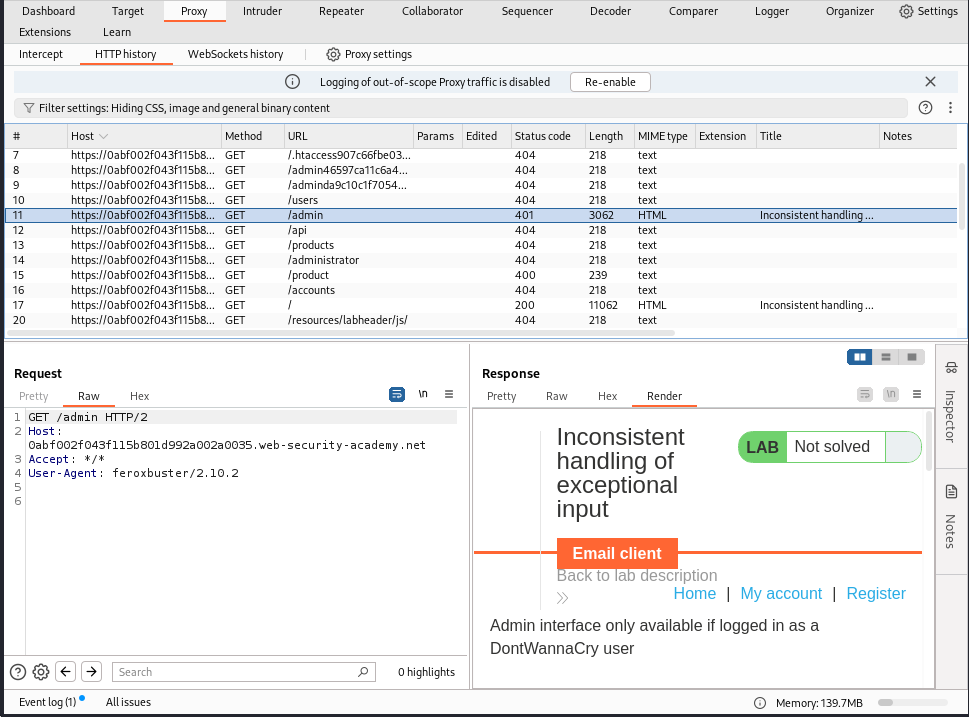 Dashboard Target Proxy Intruder Repeater Collaborator Sequencer Decoder Comparer Logger Organizer Settings
Extensions Learn
Intercept HTTP history WebSockets history Proxy settings
Logging of out-of-scope Proxy traffic is disabled Re-enable
Filter settings: Hiding CSS, image and general binary content
# Host Method URL Params Edited Status code Length MIME type Extension Title Notes
7 https://0abf002f043f115b8... GET /.htaccess907c66fbe03... 404 218 text
8 https://0abf002f043f115b8... GET /admin46597ca11c6a4... 404 218 text
9 https://0abf002f043f115b8... GET /adminda9c10c1f7054... 404 218 text
10 https://0abf002f043f115b8... GET /users 404 218 text
11 https://0abf002f043f115b8... GET /admin 401 3062 HTML Inconsistent handling ...
12 https://0abf002f043f115b8... GET /api 404 218 text
13 https://0abf002f043f115b8... GET /products 404 218 text
14 https://0abf002f043f115b8... GET /administrator 404 218 text
15 https://0abf002f043f115b8... GET /product 400 239 text
16 https://0abf002f043f115b8... GET /accounts 404 218 text
17 https://0abf002f043f115b8... GET / 200 11062 HTML Inconsistent handling ...
20 https://0abf002f043f115b8... GET /resources/labheader/js/ 404 218 text
Request
Pretty Raw Hex \n
1 GET /admin HTTP/2
2 Host:
0abf002f043f115b801d992a002a0035.web-security-academy.net
3 Accept: */*
4 User-Agent: feroxbuster/2.10.2
5
6
Search 0 highlights
Response
Pretty Raw Hex Render \n
Inconsistent
handling of
exceptional
input
LAB Not solved
Email client
Back to lab description
Home | My account | Register
Admin interface only available if logged in as a
DontWannaCry user
Inspector
Notes
Event log (1) All issues Memory: 139.7MB